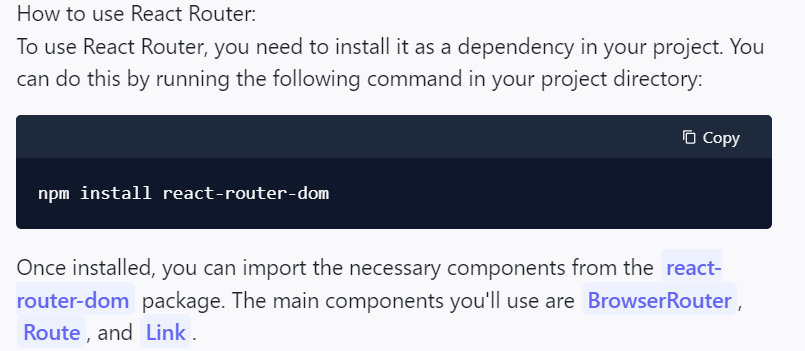 How to use React Router:
To use React Router, you need to install it as a dependency in your project. You
can do this by running the following command in your project directory:
Copy
npm install react-router-dom
Once installed, you can import the necessary components from the react-
router-dom package. The main components you'll use are BrowserRouter,
Route, and Link.